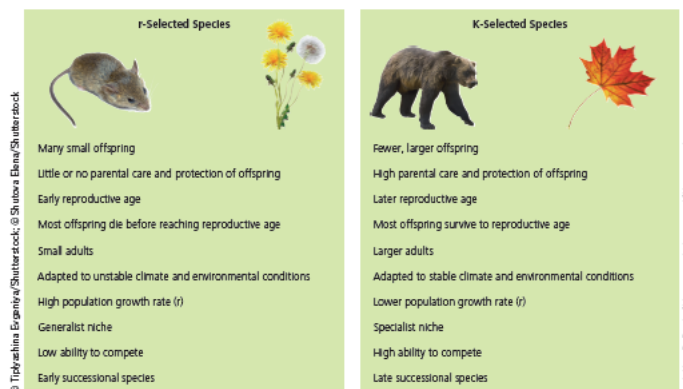 r-Selected Species
Many small offspring
Little or no parental care and protection of offspring
Early reproductive age
Most offspring die before reaching reproductive age
Small adults
Adapted to unstable climate and environmental conditions
High population growth rate (r)
Generalist niche
Low ability to compete
Early successional species
K-Selected Species
Fewer, larger offspring
High parental care and protection of offspring
Later reproductive age
Most offspring survive to reproductive age
Larger adults
Adapted to stable climate and environmental conditions
Lower population growth rate (r)
Specialist niche
High ability to compete
Late successional species
Tiplyashina Evgeniya/Shutterstock; © Shutova Elena/Shutterstock